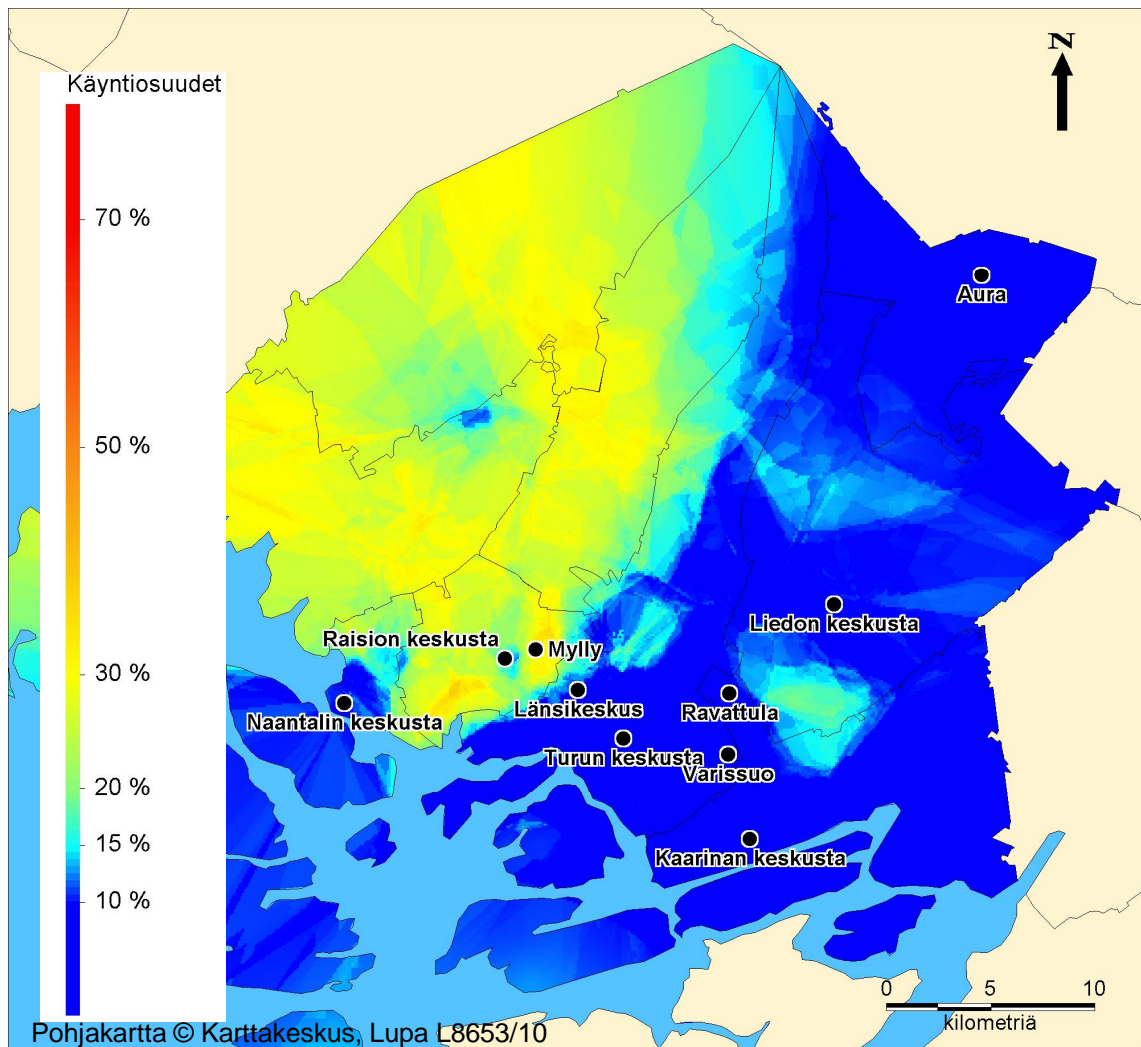 Käyntiosuudet
N
70 %
50 %
30 %
20 %
15 %
10 %
Aura
Liedon keskusta
Raision keskusta
Mylly
Länsikeskus
Ravattula
Naantalin keskusta
Turun keskusta
Varissuo
Kaarinan keskusta
0 5 10
kilometriä
Pohjakartta © Karttakeskus, Lupa L8653/10